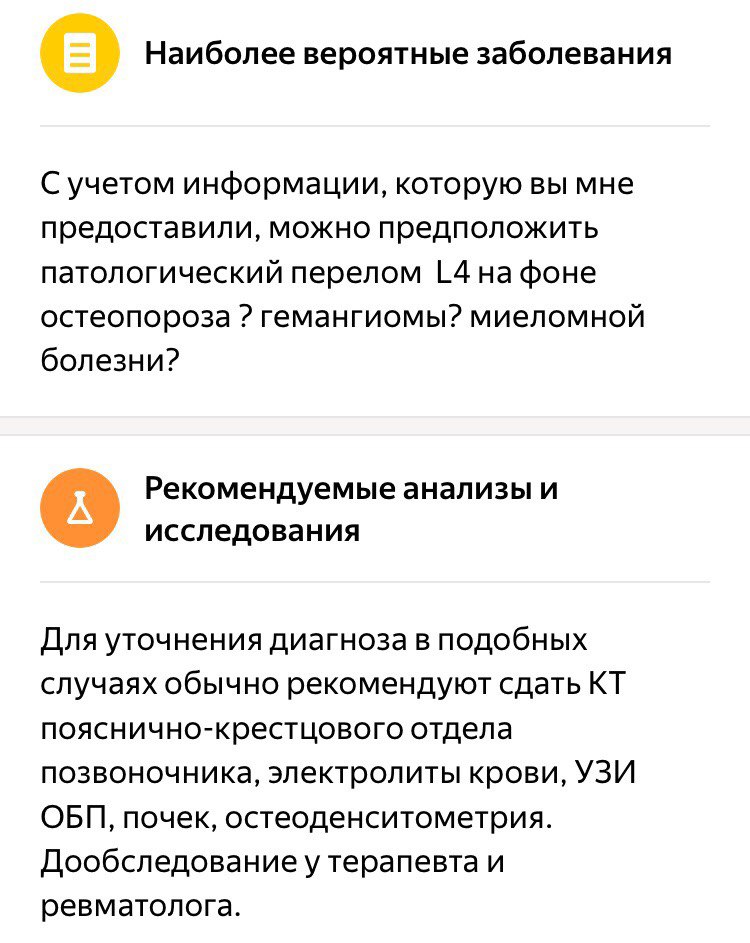 Наиболее вероятные заболевания
С учетом информации, которую вы мне
предоставили, можно предположить
патологический перелом L4 на фоне
остеопороза ? гемангиомы? миеломной
болезни?
Рекомендуемые анализы и
исследования
Для уточнения диагноза в подобных
случаях обычно рекомендуют сдать КТ
пояснично-крестцового отдела
позвоночника, электролиты крови, УЗИ
ОБП, почек, остеоденситометрия.
Дообследование у терапевта и
ревматолога.